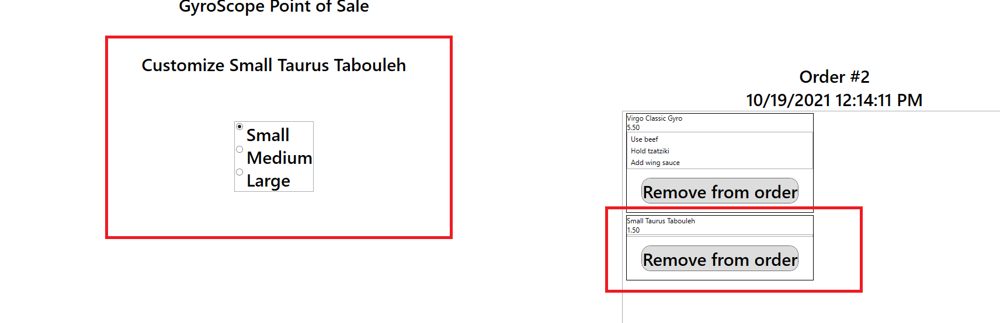 GyroScope Point of Sale
Customize Small Taurus Tabouleh
Small
Medium
Large
Order #2
10/19/2021 12:14:11 PM
Virgo Classic Gyro
5.50
Use beef
Hold tzatziki
Add wing sauce
Remove from order
Small Taurus Tabouleh
1.50
Remove from order